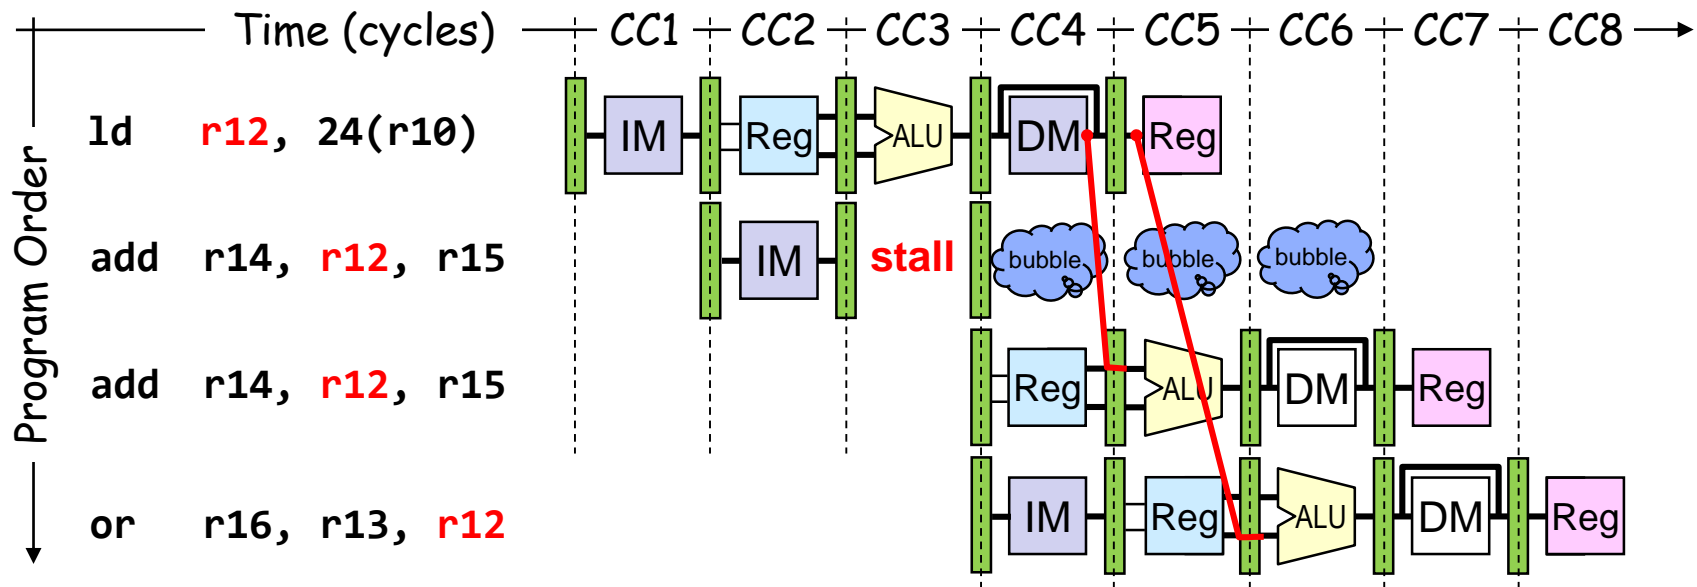 Time (cycles) CC1 CC2 CC3 CC4 CC5 CC6 CC7 CC8
Program Order
ld r12, 24(r10) IM Reg ALU DM Reg
add r14, r12, r15 IM stall bubble bubble bubble
add r14, r12, r15 Reg ALU DM Reg
or r16, r13, r12 IM Reg ALU DM Reg